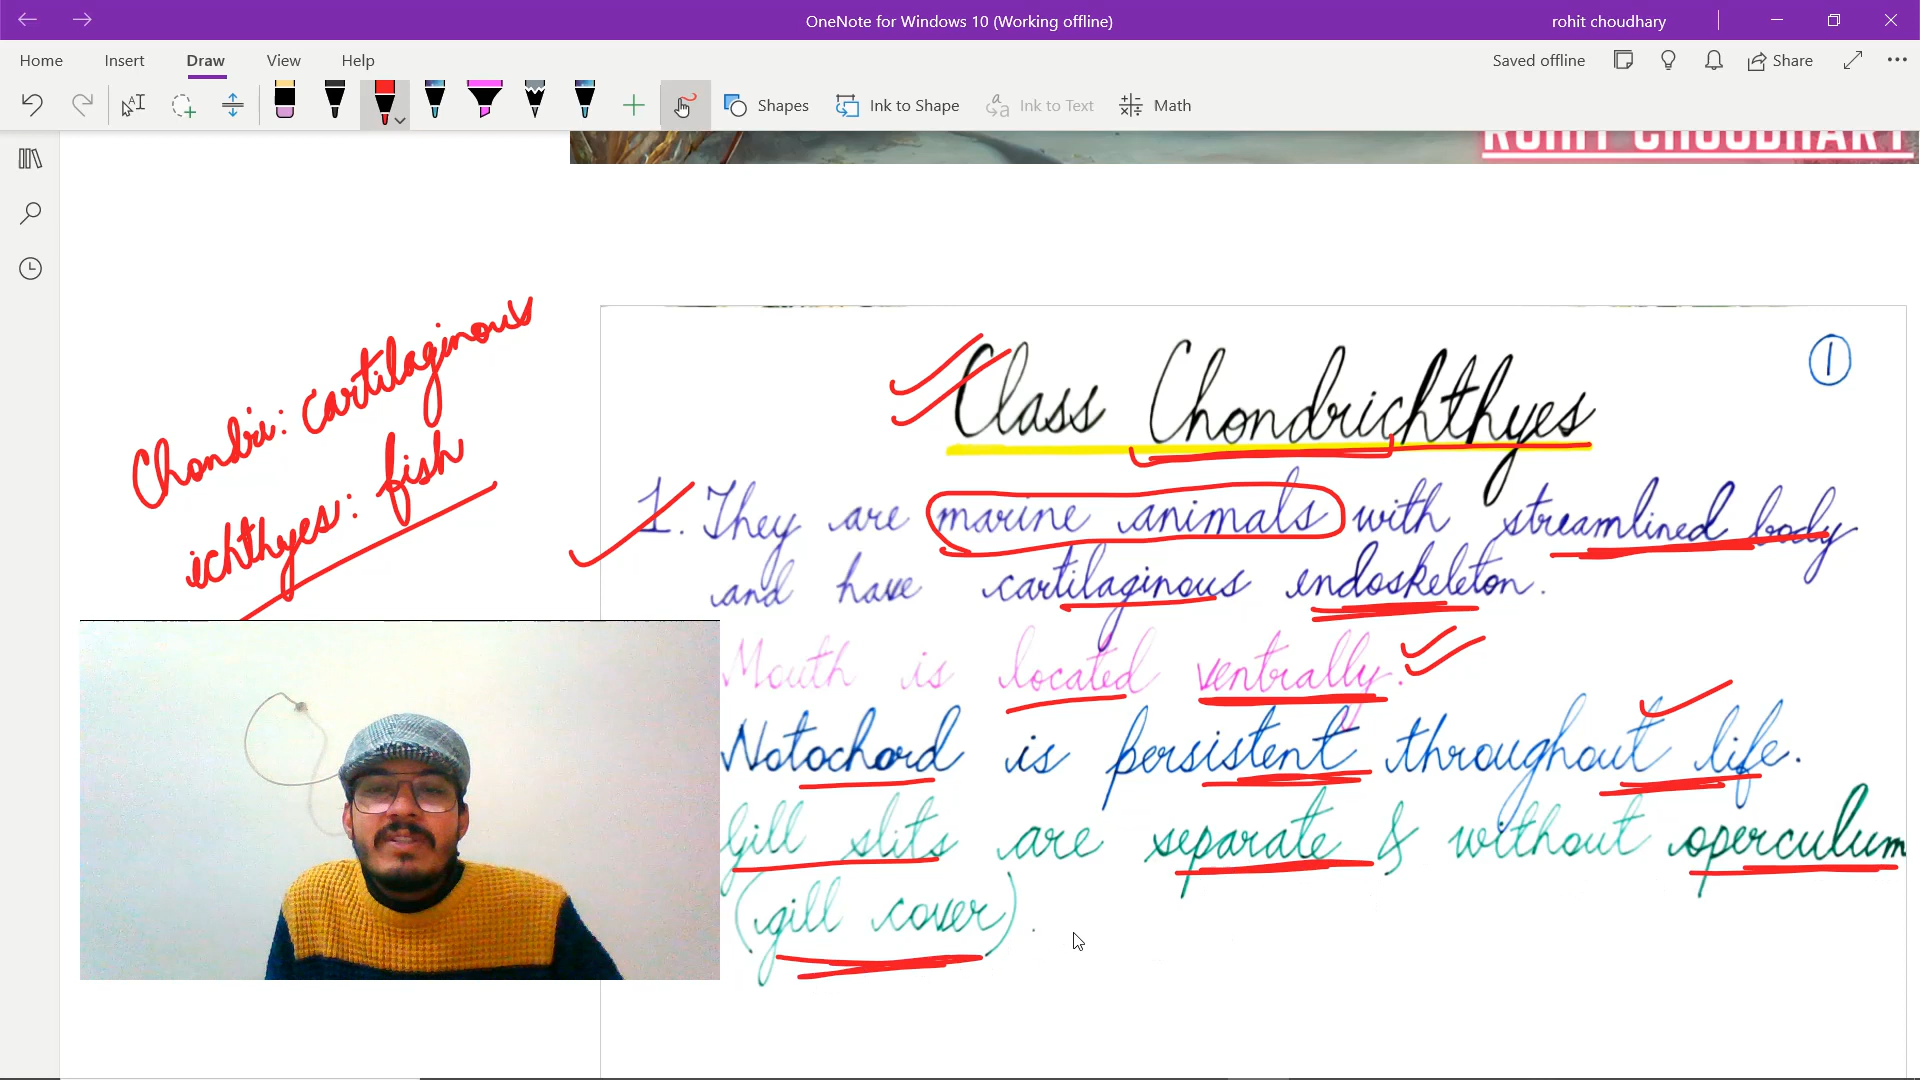 OneNote for Windows 10 (Working offline)
rohit choudhary
Home Insert Draw View Help
Saved offline Share
Shapes Ink to Shape Ink to Text Math
ROHIT CHOUDHARY
Chondri: cartilaginous
ichthyes: fish
1
Class Chondrichthyes
1. They are marine animals with streamlined body
and have cartilaginous endoskeleton.
Mouth is located ventrally.
Notochord is persistent throughout life.
Gill slits are separate & without operculum
(gill cover).